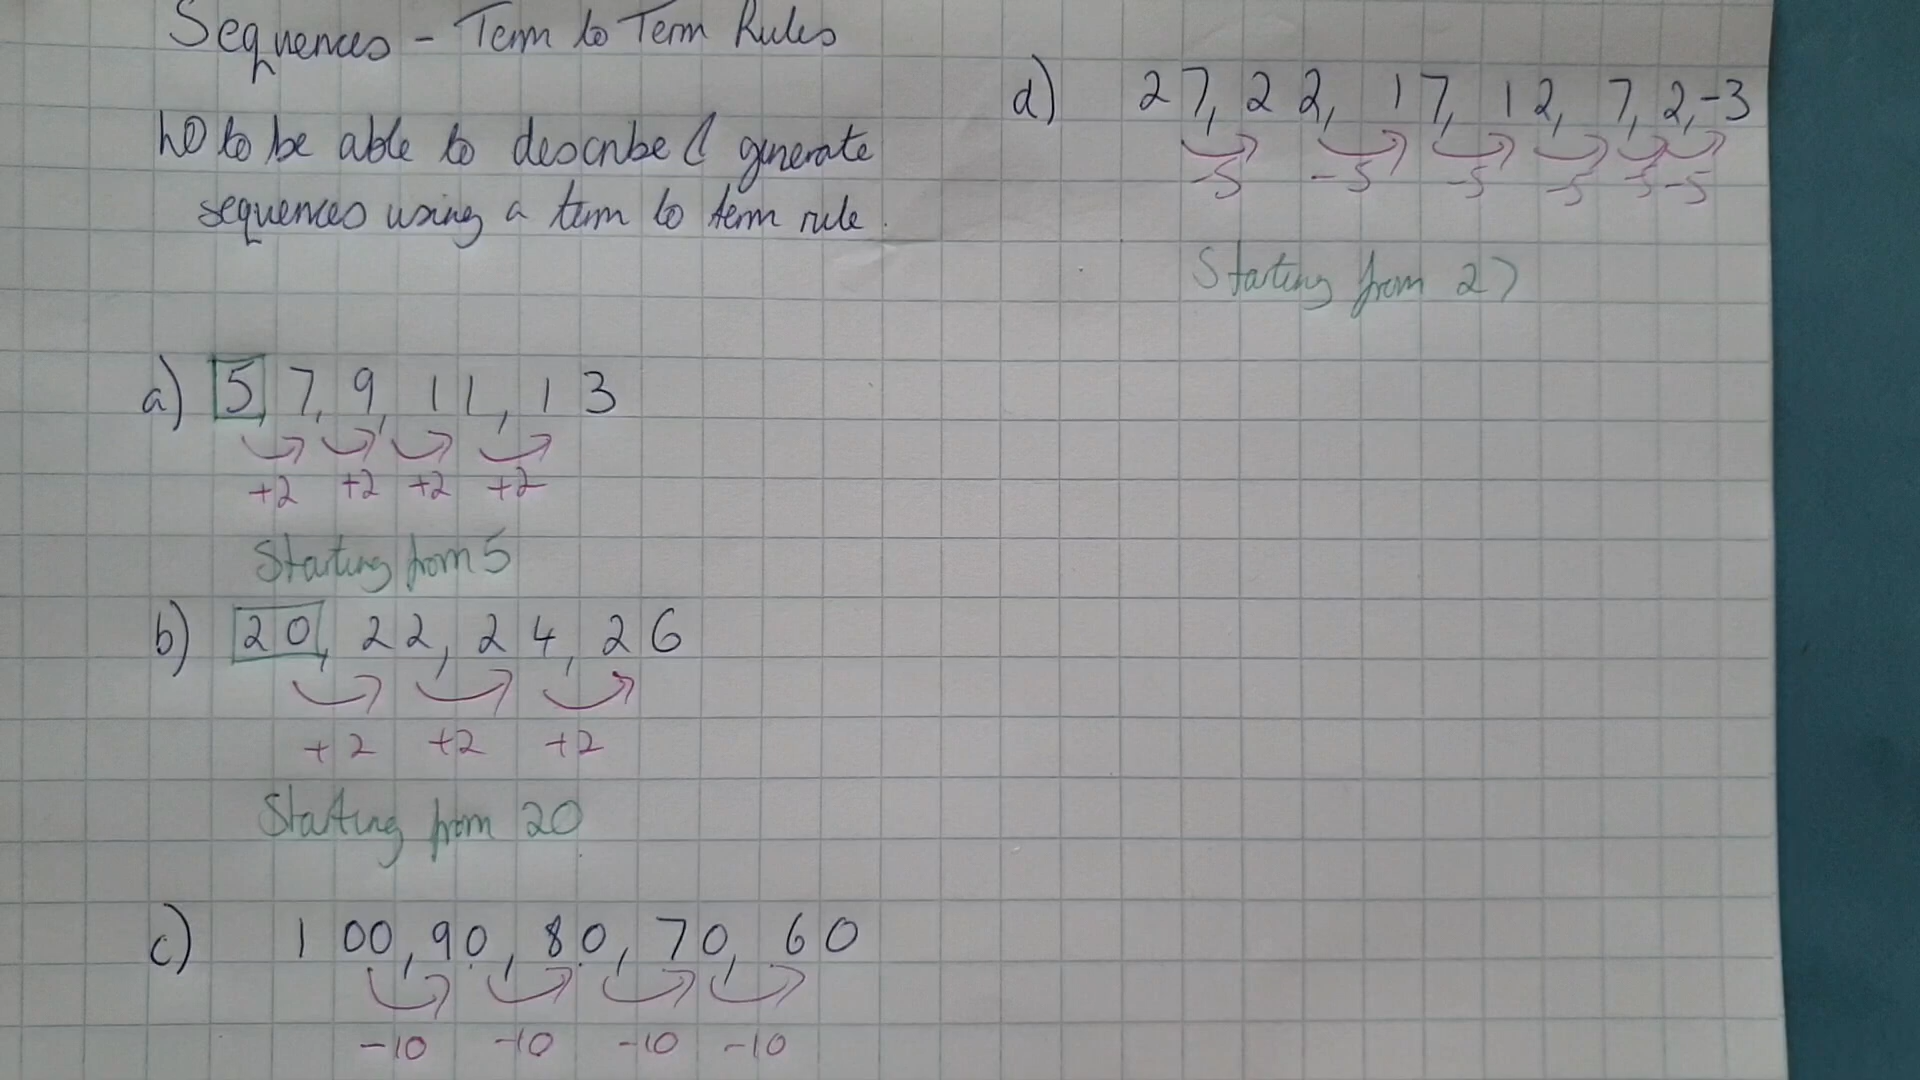 Sequences - Term to Term Rules
LO to be able to describe & generate
sequences using a term to term rule.
a) 5, 7, 9, 11, 13
+2 +2 +2 +2
Starting from 5
b) 20, 22, 24, 26
+2 +2 +2
Starting from 20
c) 100, 90, 80, 70, 60
-10 -10 -10 -10
d) 27, 22, 17, 12, 7, 2, -3
-5 -5 -5 -5 -5 -5
Starting from 27